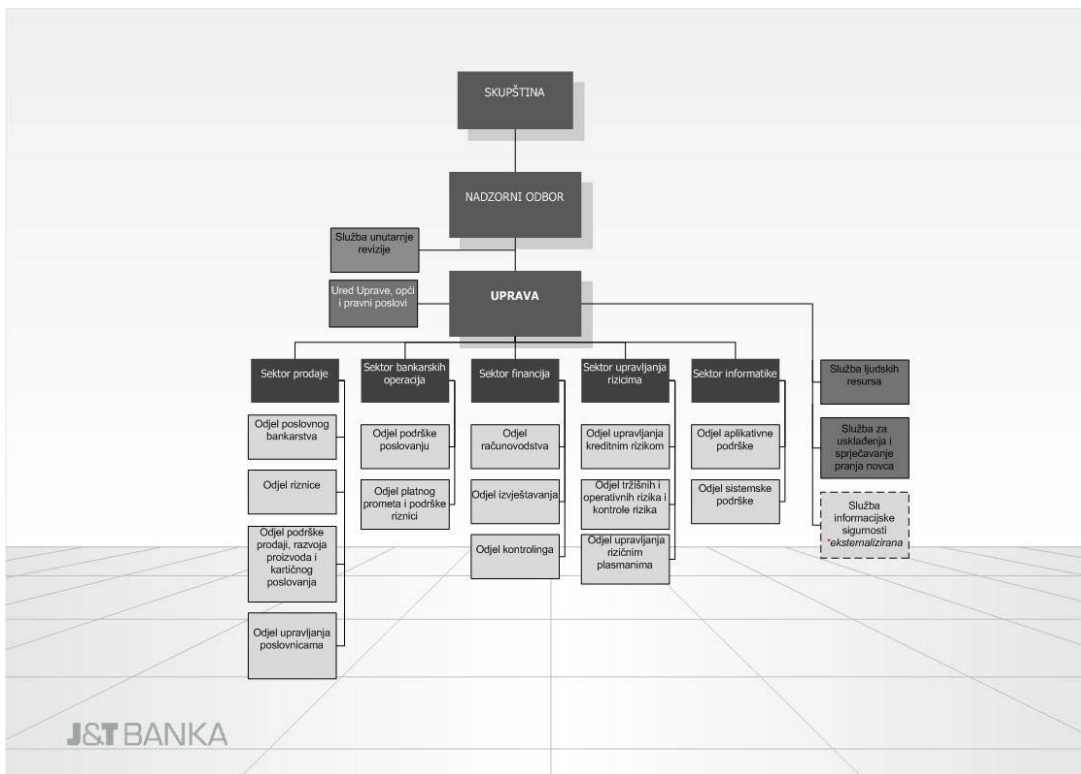 SKUPŠTINA
NADZORNI ODBOR
Služba unutarnje
revizije
Ured Uprave, opći
i pravni poslovi
UPRAVA
Sektor prodaje
Odjel poslovnog
bankarstva
Odjel riznice
Odjel podrške
prodaji, razvoja
proizvoda i
kartičnog
poslovanja
Odjel upravljanja
poslovnicama
Sektor bankarskih
operacija
Odjel podrške
poslovanju
Odjel platnog
prometa i podrške
riznici
Sektor financija
Odjel
računovodstva
Odjel izvještavanja
Odjel kontrolinga
Sektor upravljanja
rizicima
Odjel upravljanja
kreditnim rizikom
Odjel tržišnih i
operativnih rizika i
kontrole rizika
Odjel upravljanja
rizičnim
plasmanima
Sektor informatike
Odjel aplikativne
podrške
Odjel sistemske
podrške
Služba ljudskih
resursa
Služba za
usklađenja i
sprječavanje
pranja novca
Služba
informacijske
sigurnosti
*eksternalizirana
J&T BANKA